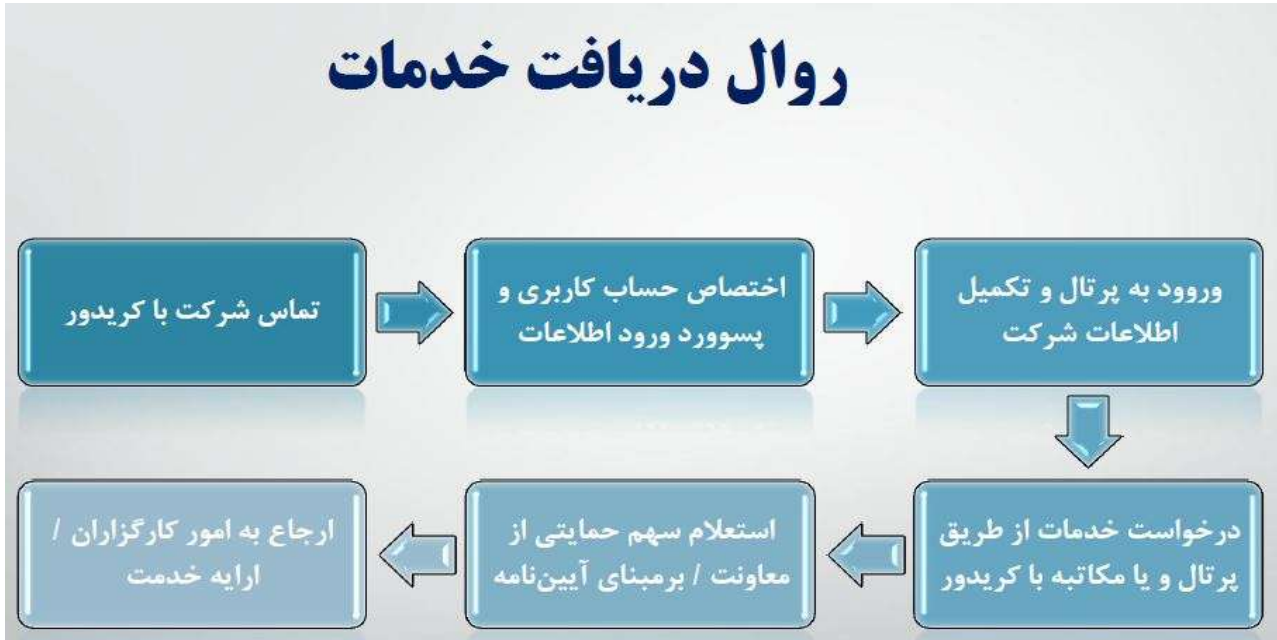 روال دریافت خدمات
تماس شرکت با کریدور
اختصاص حساب کاربری و
پسوورد ورود اطلاعات
وروود به پرتال و تکمیل
اطلاعات شرکت
درخواست خدمات از طریق
پرتال و یا مکاتبه با کریدور
استعلام سهم حمایتی از
معاونت / برمبنای آیین‌نامه
ارجاع به امور کارگزاران /
ارایه خدمت